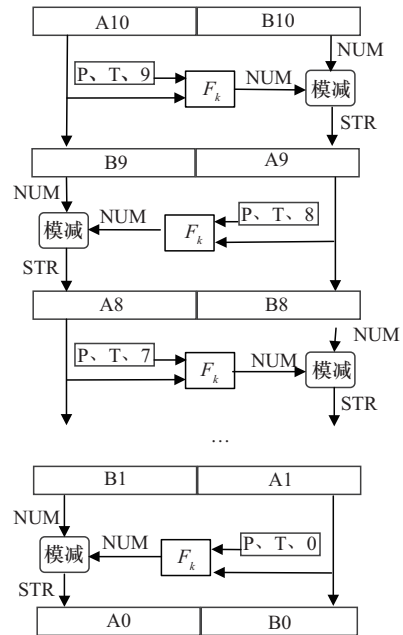 A10 B10
NUM
P、T、9 F_k NUM 模减
STR
B9 A9
NUM
模减 NUM F_k P、T、8
STR
A8 B8
NUM
P、T、7 F_k NUM 模减
STR
…
B1 A1
NUM
模减 NUM F_k P、T、0
STR
A0 B0